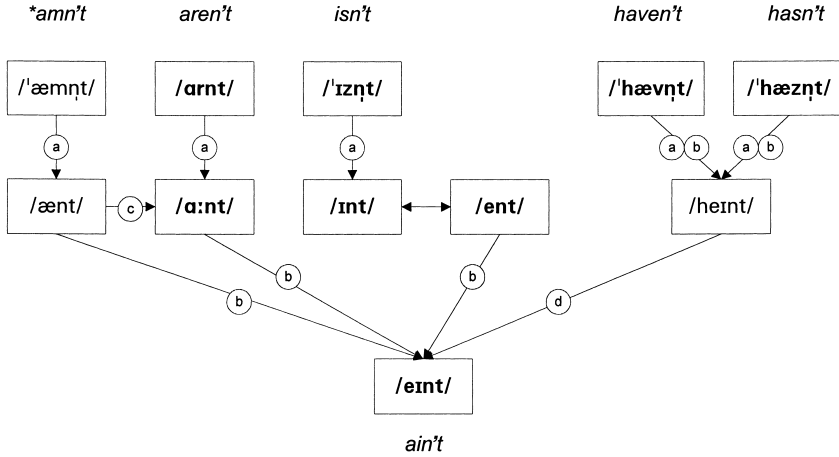 *amn't aren't isn't haven't hasn't
/ˈæmn̩t/ /ɑrnt/ /ˈɪzn̩t/ /ˈhævn̩t/ /ˈhæzn̩t/
a a a a b a b
/ænt/ c /ɑːnt/ /ɪnt/ /ent/ /heɪnt/
b b b d
/eɪnt/
ain't